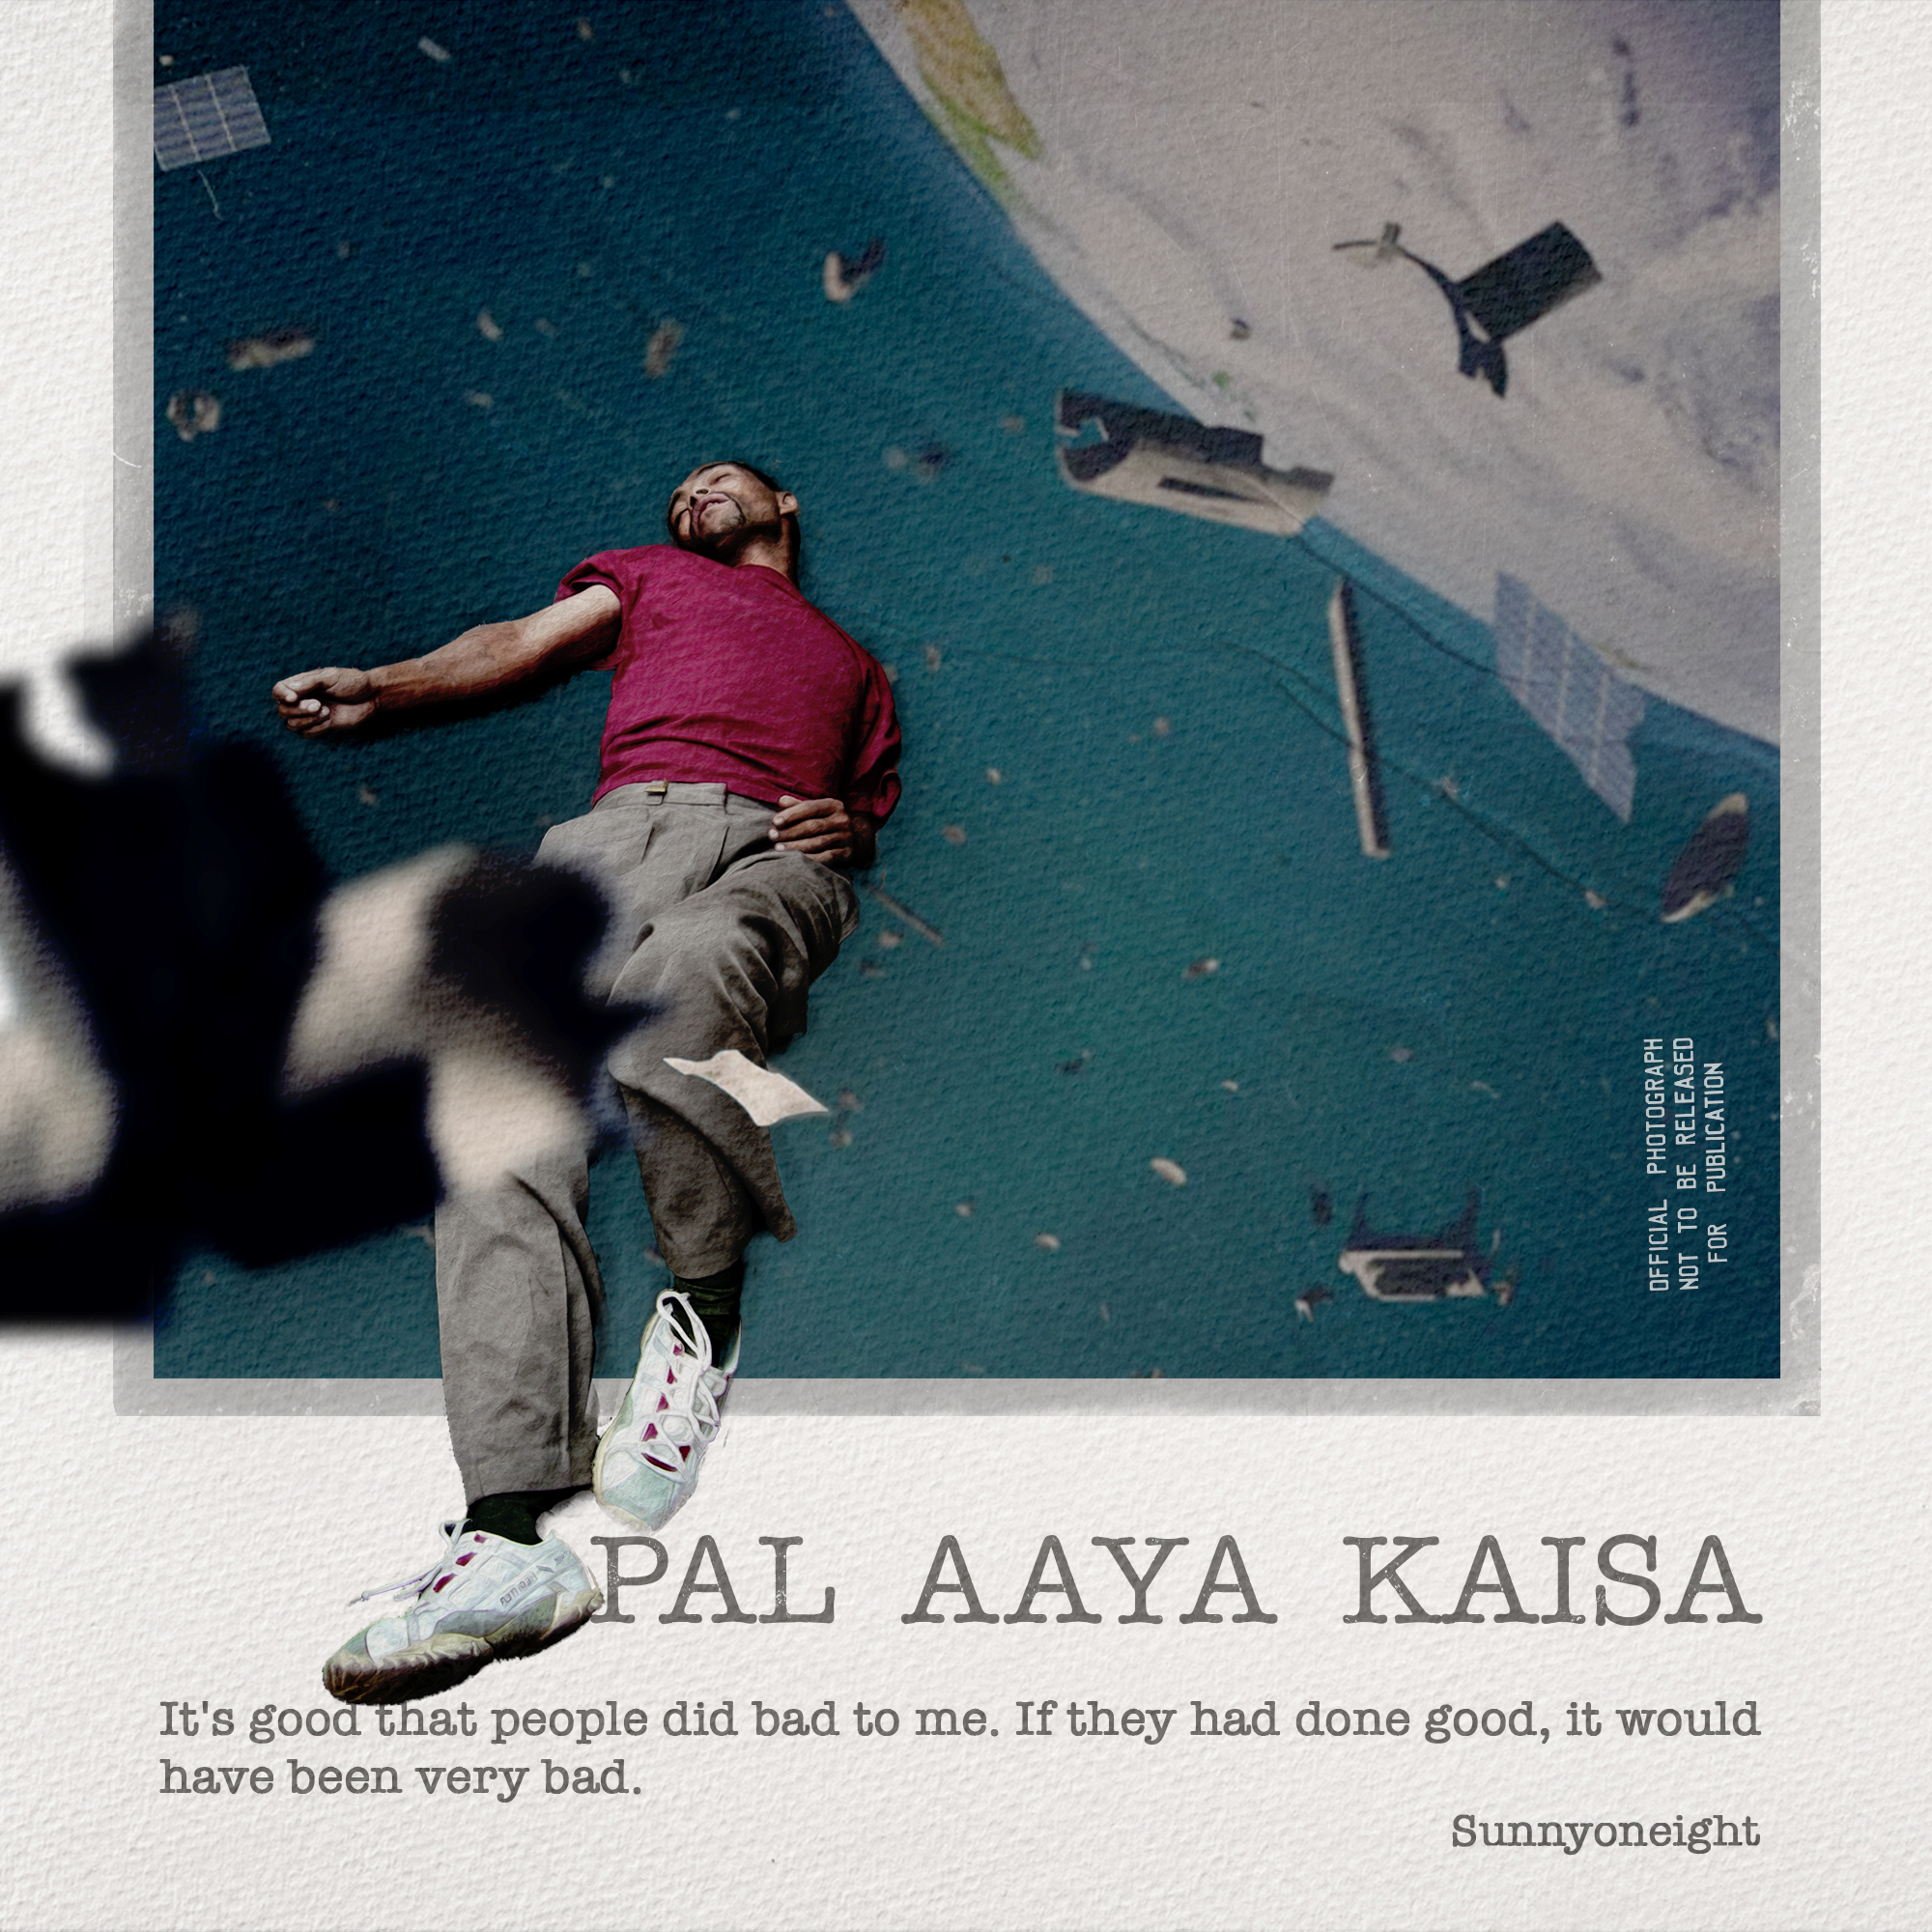 OFFICIAL PHOTOGRAPH
NOT TO BE RELEASED
FOR PUBLICATION
PAL AAYA KAISA
It's good that people did bad to me. If they had done good, it would
have been very bad.
Sunnyoneight